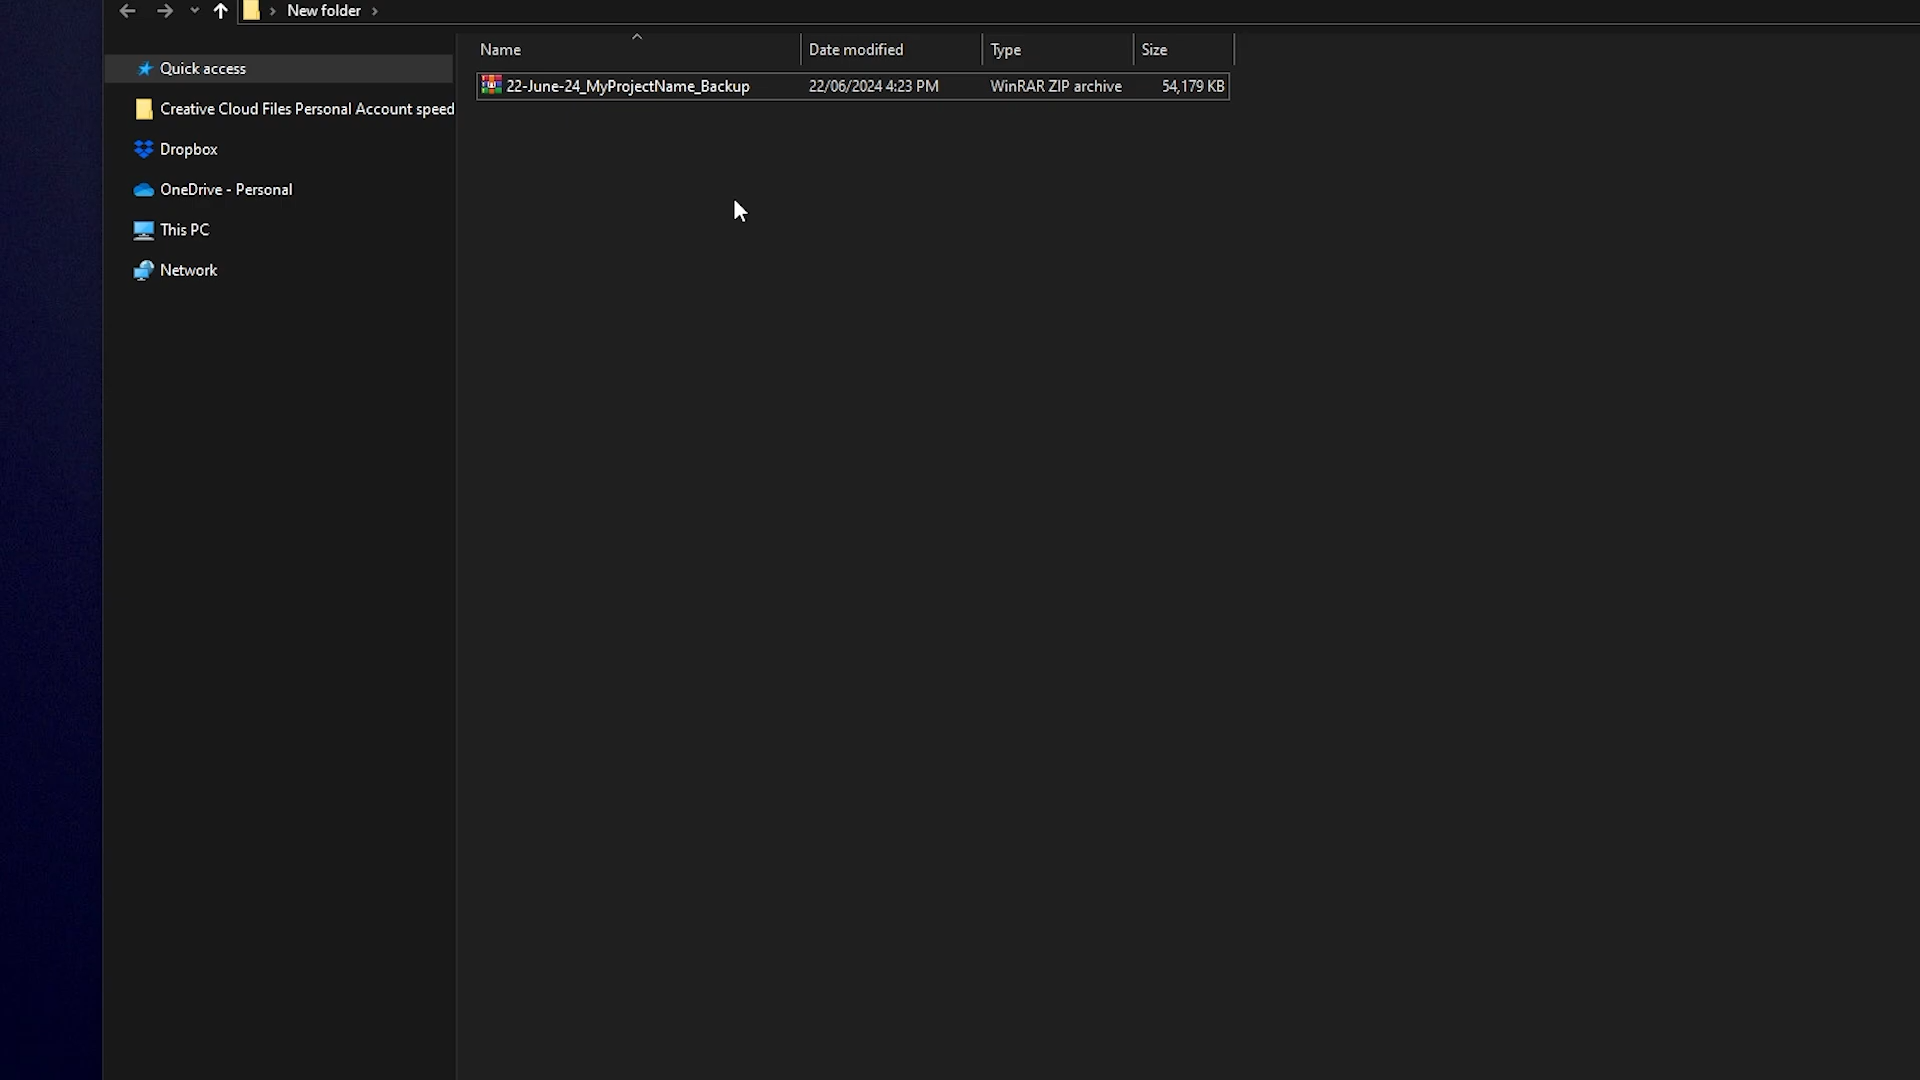 New folder
Name Date modified Type Size
Quick access
22-June-24_MyProjectName_Backup 22/06/2024 4:23 PM WinRAR ZIP archive 54,179 KB
Creative Cloud Files Personal Account speed
Dropbox
OneDrive - Personal
This PC
Network